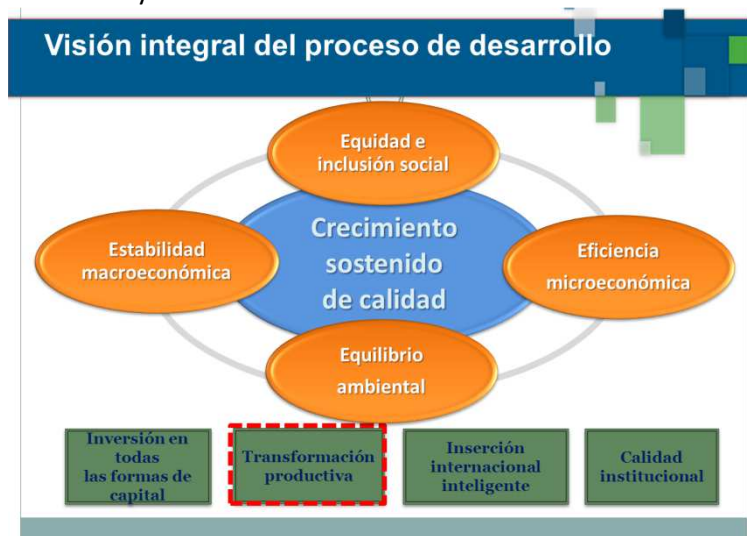 Visión integral del proceso de desarrollo
Equidad e
inclusión social
Crecimiento
sostenido
de calidad
Estabilidad
macroeconómica
Eficiencia
microeconómica
Equilibrio
ambiental
Inversión en
todas
las formas de
capital
Transformación
productiva
Inserción
internacional
inteligente
Calidad
institucional